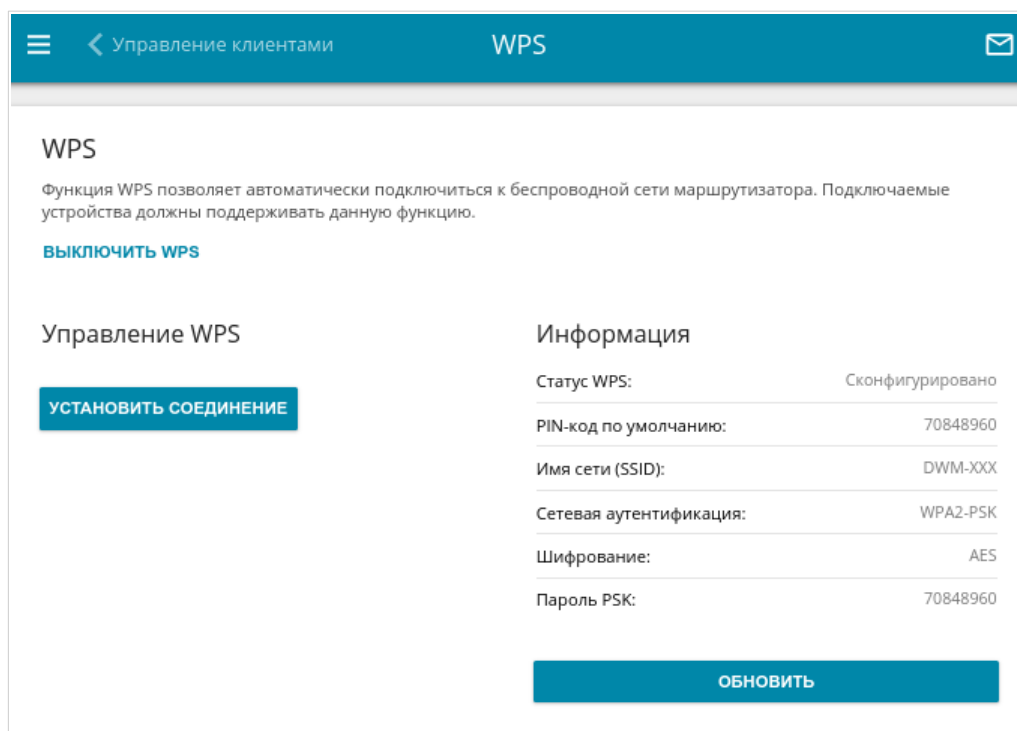 Управление клиентами
WPS
WPS
Функция WPS позволяет автоматически подключиться к беспроводной сети маршрутизатора. Подключаемые
устройства должны поддерживать данную функцию.
ВЫКЛЮЧИТЬ WPS
Управление WPS
УСТАНОВИТЬ СОЕДИНЕНИЕ
Информация
Статус WPS: Сконфигурировано
PIN-код по умолчанию: 70848960
Имя сети (SSID): DWM-XXX
Сетевая аутентификация: WPA2-PSK
Шифрование: AES
Пароль PSK: 70848960
ОБНОВИТЬ